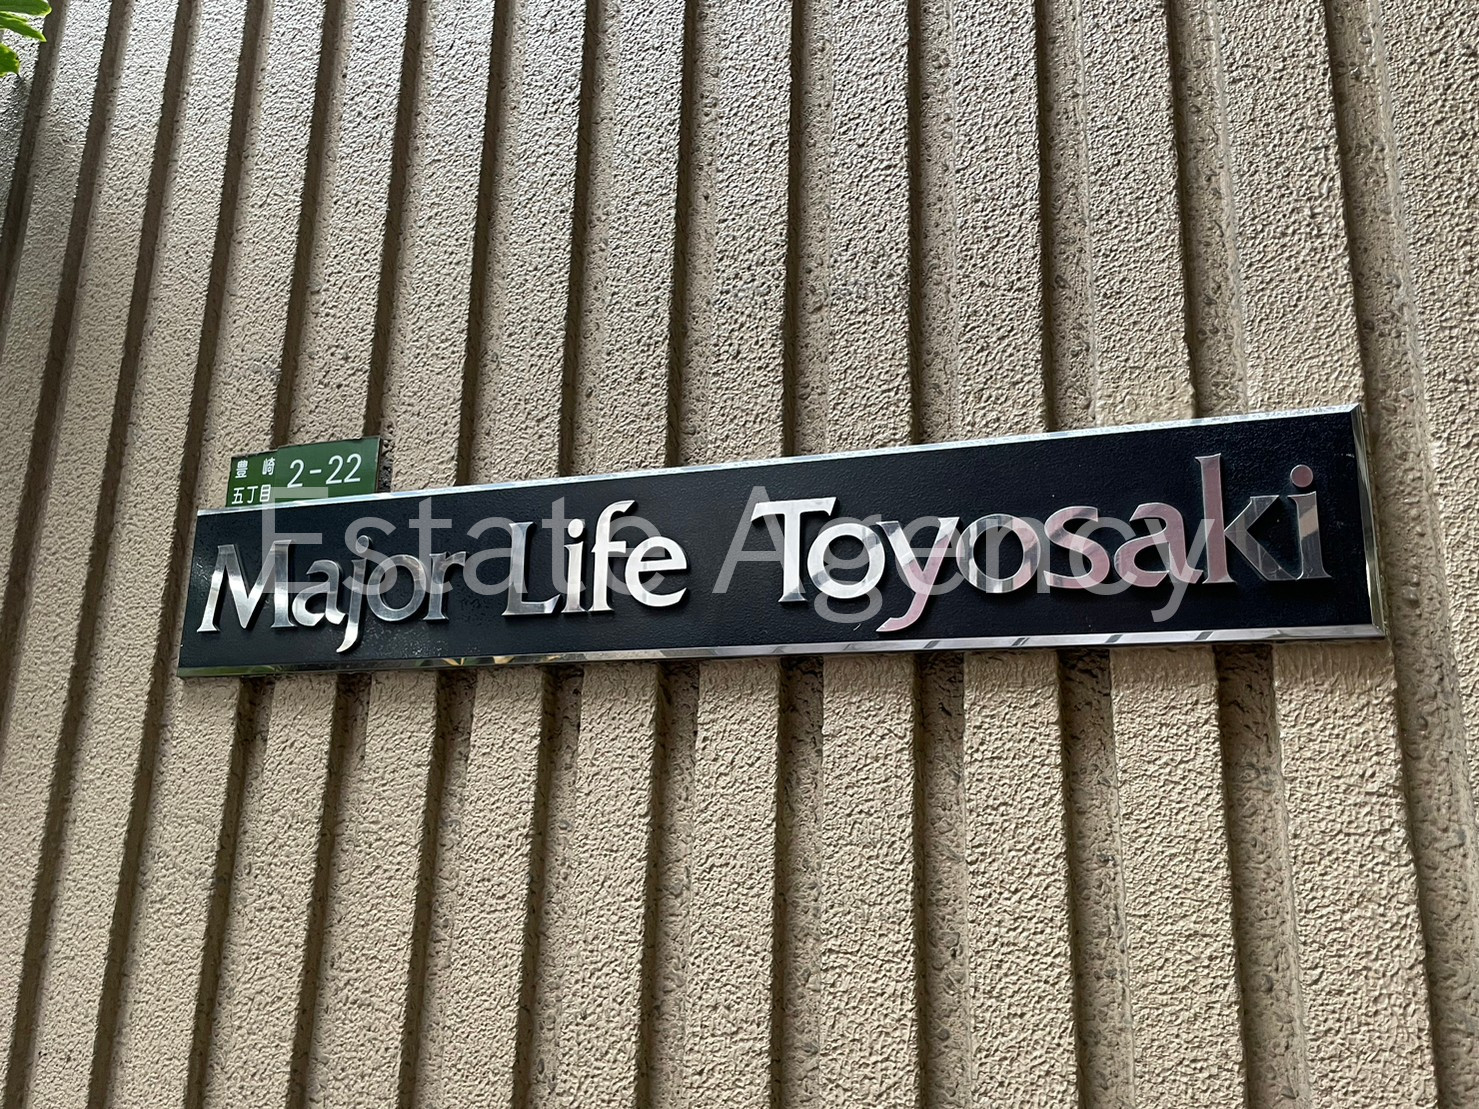 豊崎 2-22
五丁目
Major Life Toyosaki
Estate Agency